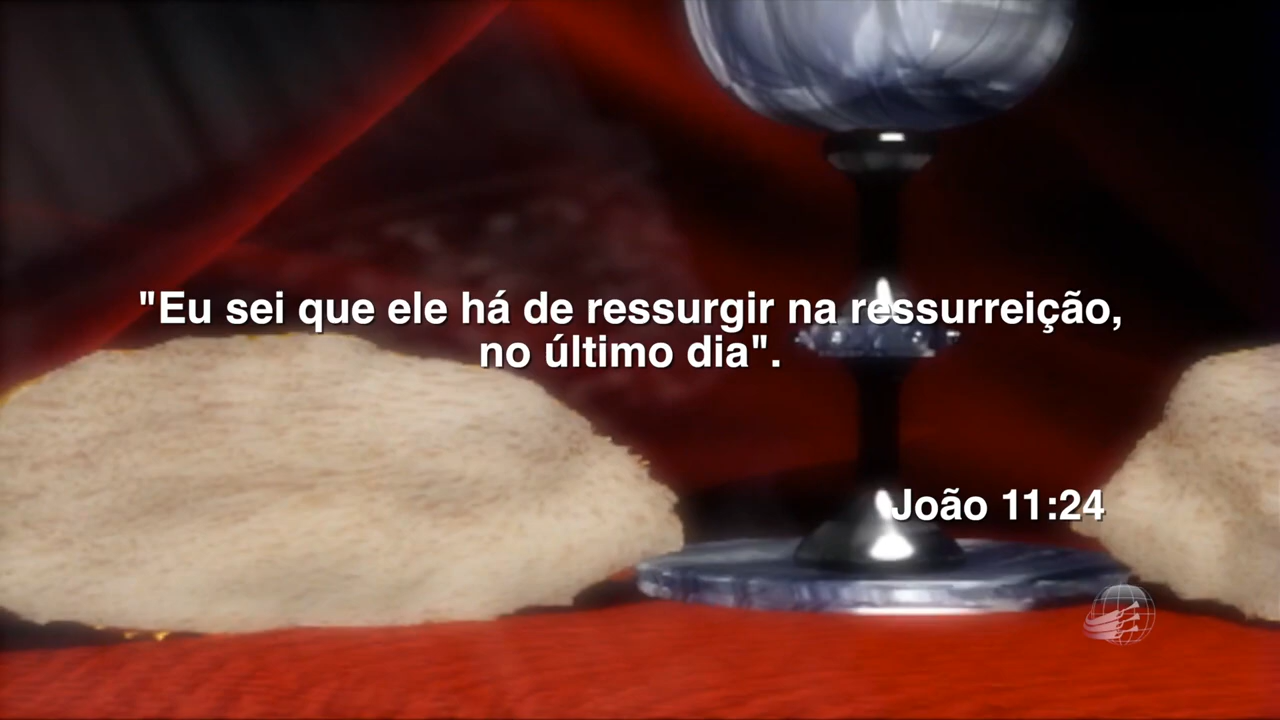 "Eu sei que ele há de ressurgir na ressurreição,
no último dia".
João 11:24